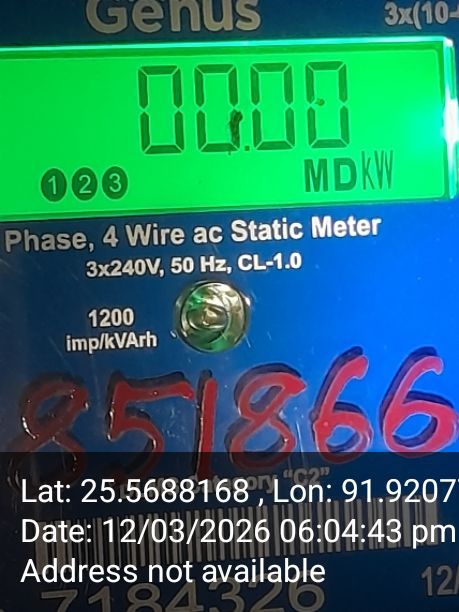 Genus
3x(10-
00.00
1 2 3 MD kW
Phase, 4 Wire ac Static Meter
3x240V, 50 Hz, CL-1.0
1200
imp/kVArh
851866
"C2"
Lat: 25.5688168 , Lon: 91.9207
Date: 12/03/2026 06:04:43 pm
Address not available
12/
7184326